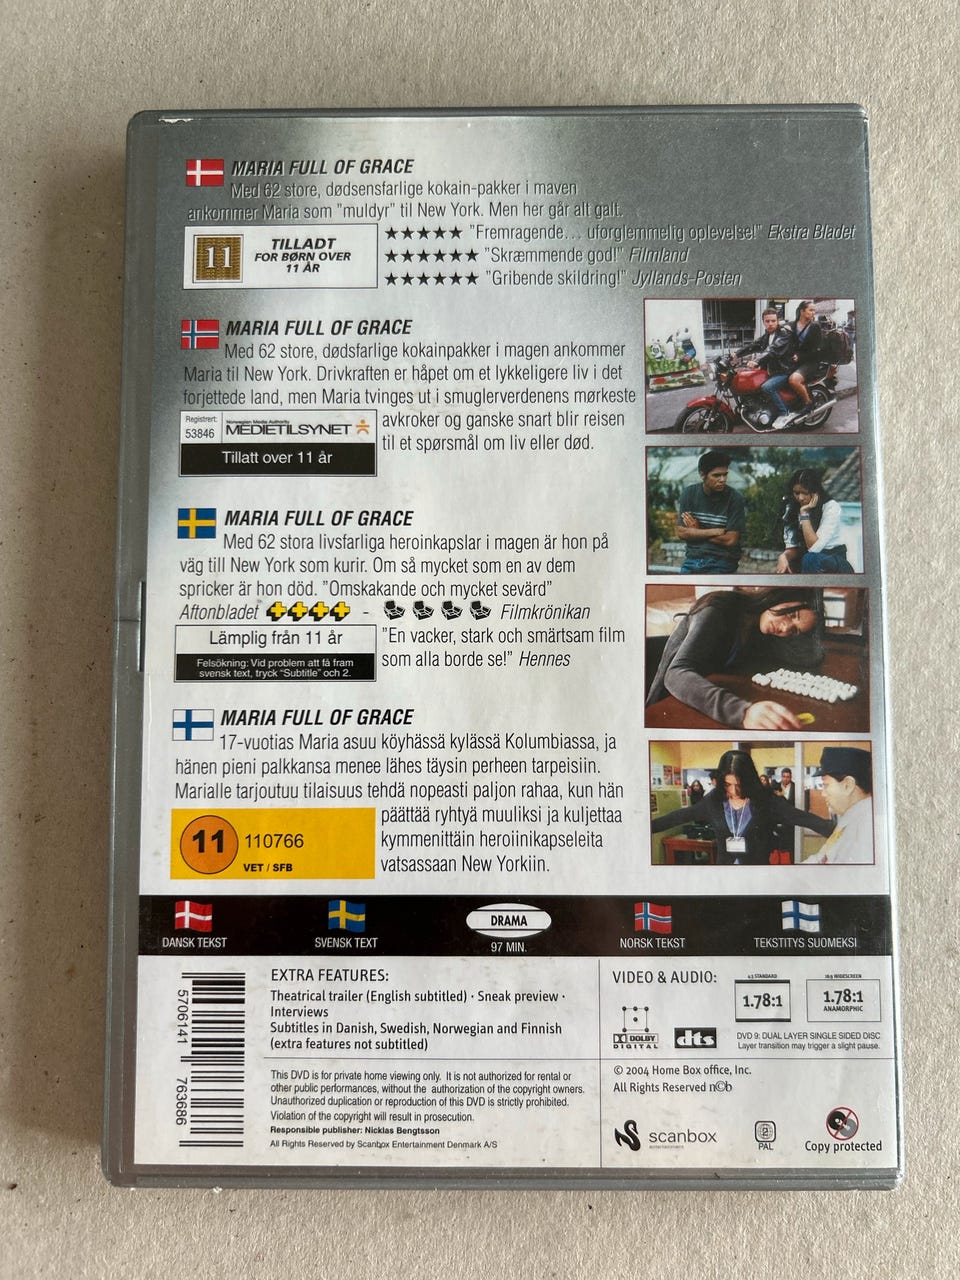 MARIA FULL OF GRACE
Med 62 store, dødsensfarlige kokain-pakker i maven
ankommer Maria som "muldyr" til New York. Men her går alt galt.
11
TILLADT
FOR BØRN OVER
11 ÅR
★★★★★ "Fremragende... uforglemmelig oplevelse!" Ekstra Bladet
★★★★★★ "Skræmmende god!" Filmland
★★★★★★ "Gribende skildring!" Jyllands-Posten
MARIA FULL OF GRACE
Med 62 store, dødsfarlige kokainpakker i magen ankommer
Maria til New York. Drivkraften er håpet om et lykkeligere liv i det
forjettede land, men Maria tvinges ut i smuglerverdenens mørkeste
avkroker og ganske snart blir reisen
til et spørsmål om liv eller død.
Registrert:
53846
Norwegian Media Authority
MEDIETILSYNET
Tillatt over 11 år
MARIA FULL OF GRACE
Med 62 stora livsfarliga heroinkapslar i magen är hon på
väg till New York som kurir. Om så mycket som en av dem
spricker är hon död. "Omskakande och mycket sevärd"
Aftonbladet - Filmkrönikan
"En vacker, stark och smärtsam film
som alla borde se!" Hennes
Lämplig från 11 år
Felsökning: Vid problem att få fram
svensk text, tryck "Subtitle" och 2.
MARIA FULL OF GRACE
17-vuotias Maria asuu köyhässä kylässä Kolumbiassa, ja
hänen pieni palkkansa menee lähes täysin perheen tarpeisiin.
Marialle tarjoutuu tilaisuus tehdä nopeasti paljon rahaa, kun hän
päättää ryhtyä muuliksi ja kuljettaa
kymmenittäin heroiinikapseleita
vatsassaan New Yorkiin.
11 110766
VET / SFB
DANSK TEKST
SVENSK TEXT
DRAMA
97 MIN.
NORSK TEKST
TEKSTITYS SUOMEKSI
5706141 763686
EXTRA FEATURES:
Theatrical trailer (English subtitled) · Sneak preview ·
Interviews
Subtitles in Danish, Swedish, Norwegian and Finnish
(extra features not subtitled)
This DVD is for private home viewing only. It is not authorized for rental or
other public performances, without the authorization of the copyright owners.
Unauthorized duplication or reproduction of this DVD is strictly prohibited.
Violation of the copyright will result in prosecution.
Responsible publisher: Nicklas Bengtsson
All Rights Reserved by Scanbox Entertainment Denmark A/S
VIDEO & AUDIO:
4:3 STANDARD
1.78:1
16:9 WIDESCREEN
1.78:1
ANAMORPHIC
DOLBY
DIGITAL
dts
DVD 9: DUAL LAYER SINGLE SIDED DISC
Layer transition may trigger a slight pause.
© 2004 Home Box office, Inc.
All Rights Reserved n©b
scanbox
entertainment
2
PAL
Copy protected